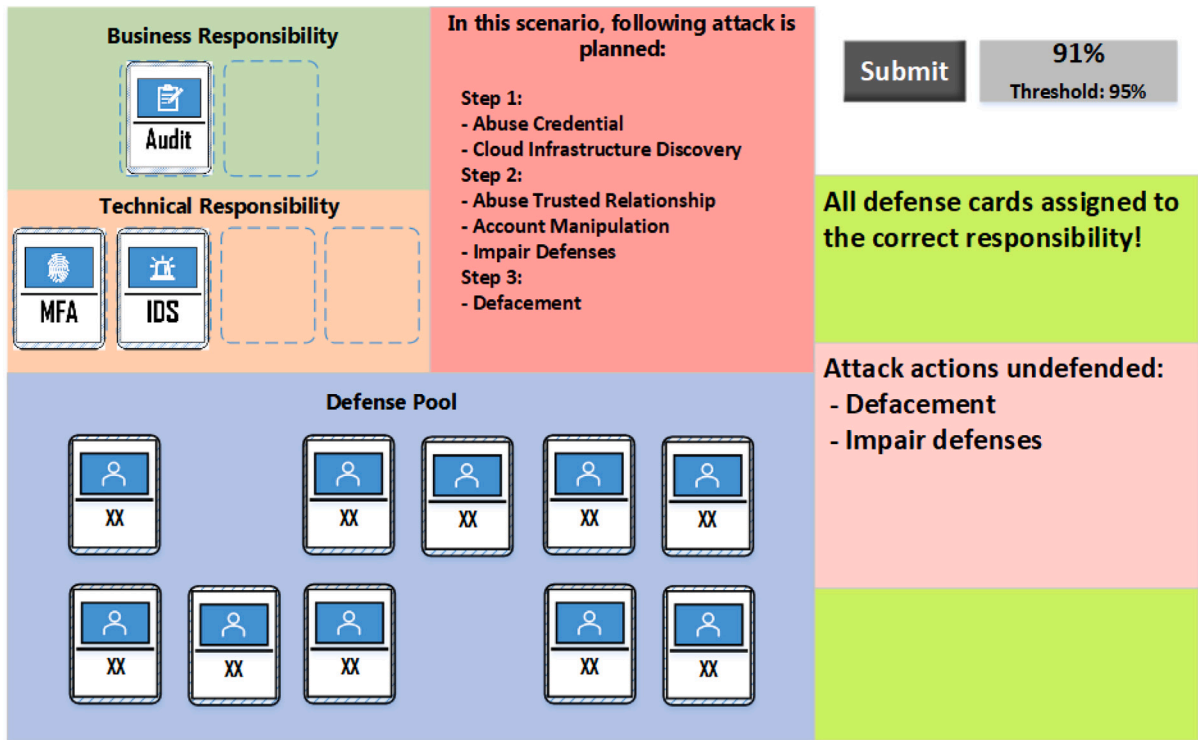 Business Responsibility
Audit
Technical Responsibility
MFA
IDS
In this scenario, following attack is
planned:
Step 1:
- Abuse Credential
- Cloud Infrastructure Discovery
Step 2:
- Abuse Trusted Relationship
- Account Manipulation
- Impair Defenses
Step 3:
- Defacement
Submit
91%
Threshold: 95%
All defense cards assigned to
the correct responsibility!
Attack actions undefended:
- Defacement
- Impair defenses
Defense Pool
XX
XX
XX
XX
XX
XX
XX
XX
XX
XX